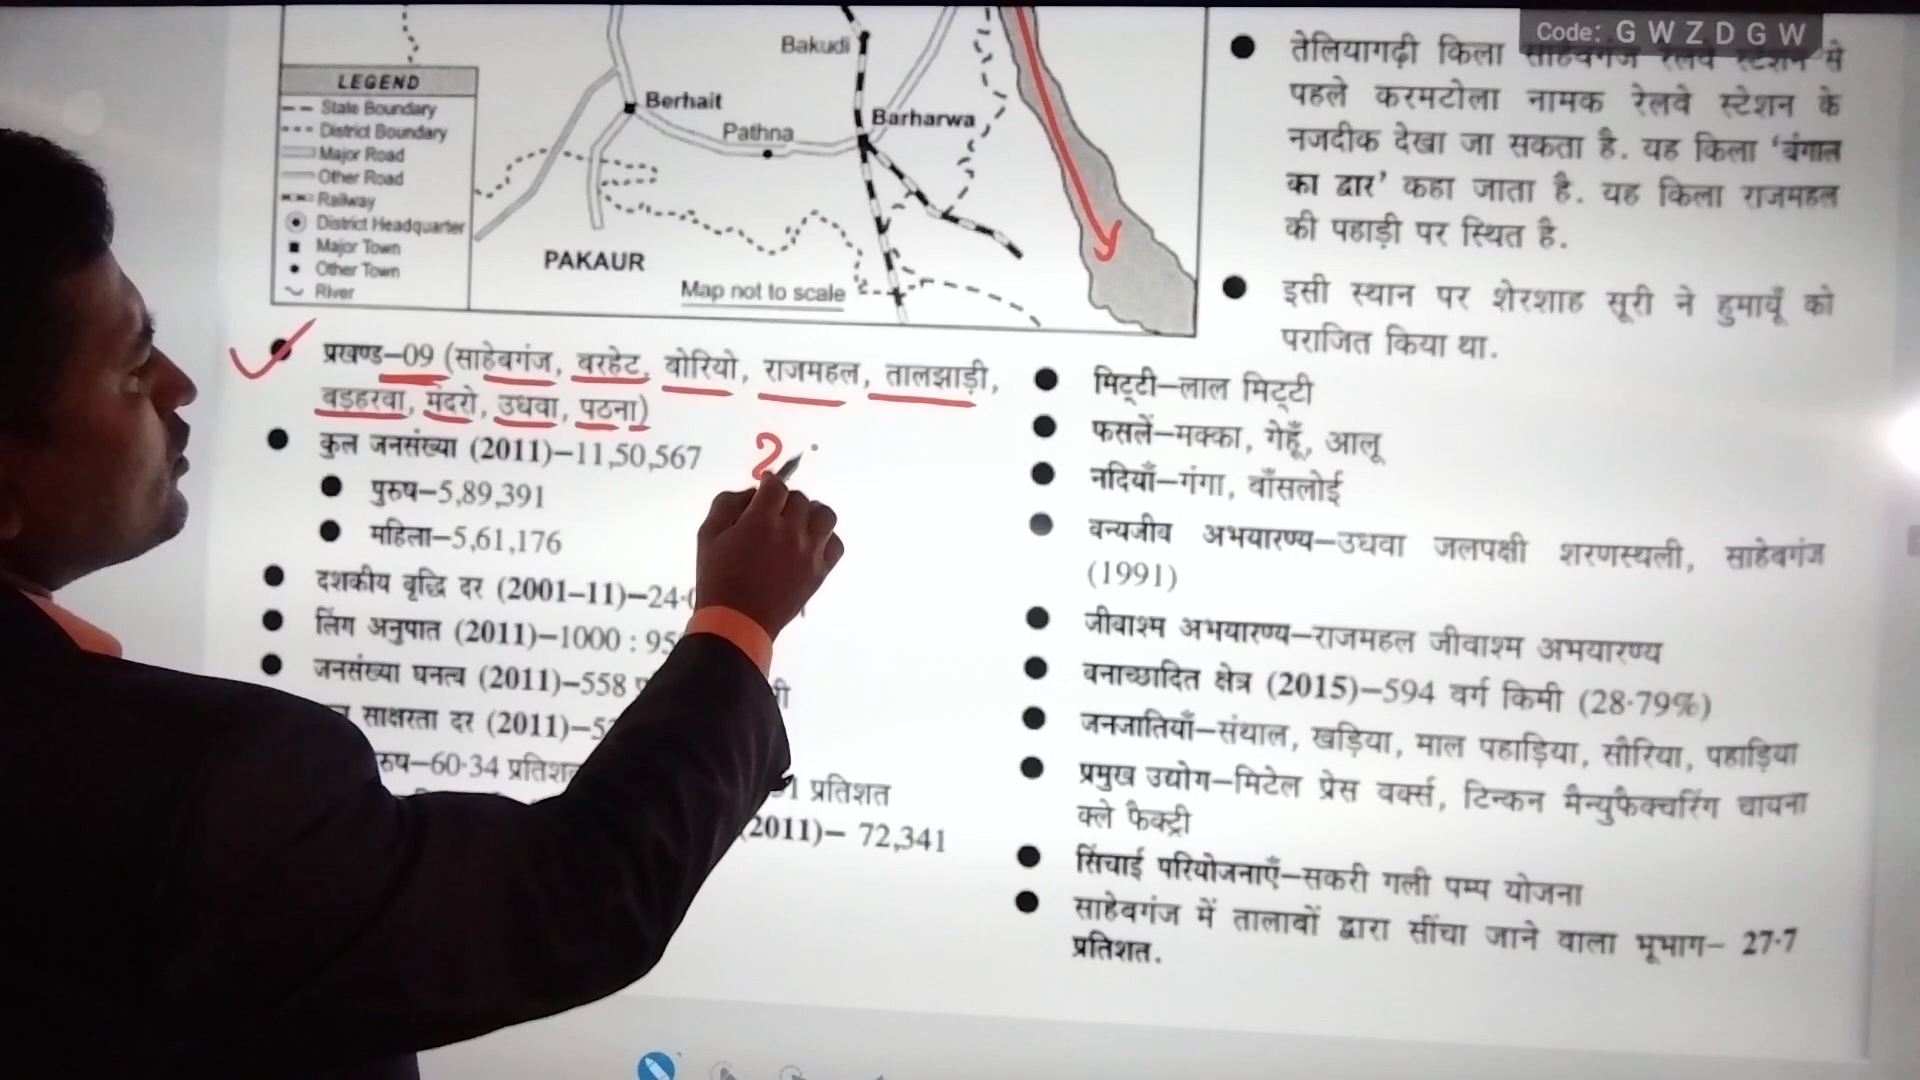 Code: G W Z D G W
Bakudi
LEGEND
State Boundary
District Boundary
Major Road
Other Road
Railway
District Headquarter
Major Town
Other Town
River
Berhait
Pathna
Barharwa
PAKAUR
Map not to scale
प्रखण्ड–09 (साहेबगंज, बरहेट, बोरियो, राजमहल, तालझाड़ी,
बड़हरवा, मंदरो, उधवा, पठना)
2
कुल जनसंख्या (2011)–11,50,567
पुरुष–5,89,391
महिला–5,61,176
दशकीय वृद्धि दर (2001–11)–24·
लिंग अनुपात (2011)–1000 : 95
जनसंख्या घनत्व (2011)–558
साक्षरता दर (2011)–5
60·34
प्रतिशत
(2011)– 72,341
तेलियागढ़ी किला साहेबगंज रेलवे स्टेशन से
पहले करमटोला नामक रेलवे स्टेशन के
नजदीक देखा जा सकता है. यह किला ‘बंगाल
का द्वार’ कहा जाता है. यह किला राजमहल
की पहाड़ी पर स्थित है.
इसी स्थान पर शेरशाह सूरी ने हुमायूँ को
पराजित किया था.
मिट्टी–लाल मिट्टी
फसलें–मक्का, गेहूँ, आलू
नदियाँ–गंगा, बाँसलोई
वन्यजीव अभयारण्य–उधवा जलपक्षी शरणस्थली, साहेबगंज
(1991)
जीवाश्म अभयारण्य–राजमहल जीवाश्म अभयारण्य
वनाच्छादित क्षेत्र (2015)–594 वर्ग किमी (28·79%)
जनजातियाँ–संथाल, खड़िया, माल पहाड़िया, सौरिया, पहाड़िया
प्रमुख उद्योग–मिटेल प्रेस वर्क्स, टिन्कन मैन्युफैक्चरिंग चायना
क्ले फैक्ट्री
सिंचाई परियोजनाएँ–सकरी गली पम्प योजना
साहेबगंज में तालाबों द्वारा सींचा जाने वाला भूभाग– 27·7
प्रतिशत.